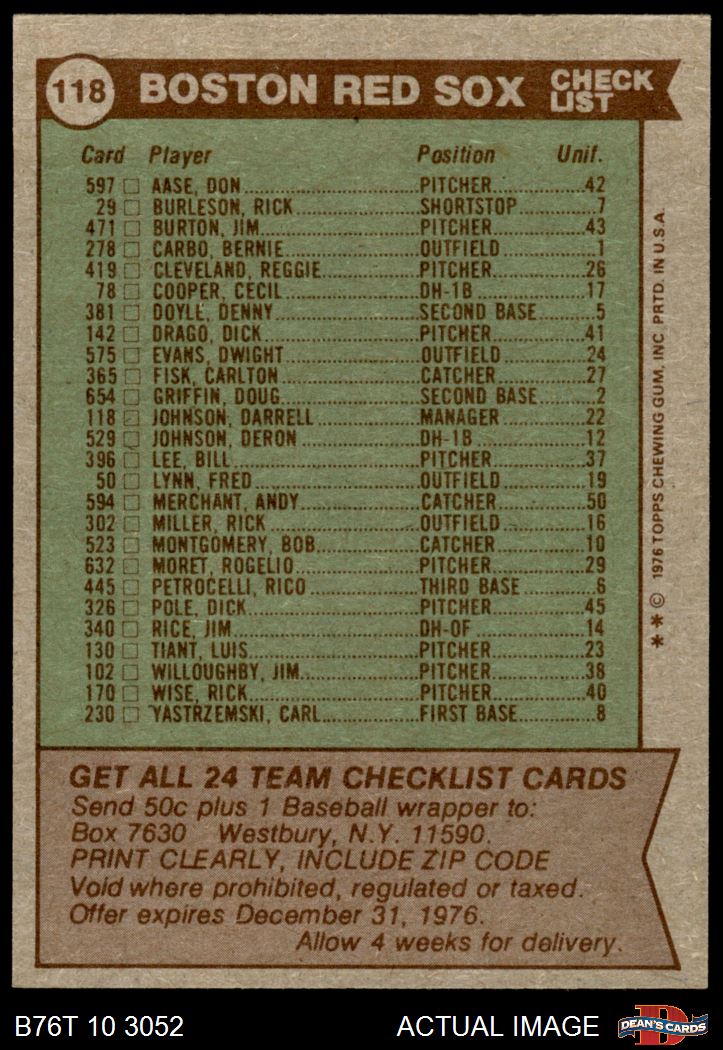 118 BOSTON RED SOX CHECK LIST
Card Player Position Unif.
597 AASE, DON PITCHER 42
29 BURLESON, RICK SHORTSTOP 7
471 BURTON, JIM PITCHER 43
278 CARBO, BERNIE OUTFIELD 1
419 CLEVELAND, REGGIE PITCHER 26
78 COOPER, CECIL DH-1B 17
381 DOYLE, DENNY SECOND BASE 5
142 DRAGO, DICK PITCHER 41
575 EVANS, DWIGHT OUTFIELD 24
365 FISK, CARLTON CATCHER 27
654 GRIFFIN, DOUG SECOND BASE 2
118 JOHNSON, DARRELL MANAGER 22
529 JOHNSON, DERON DH-1B 12
396 LEE, BILL PITCHER 37
50 LYNN, FRED OUTFIELD 19
594 MERCHANT, ANDY CATCHER 50
302 MILLER, RICK OUTFIELD 16
523 MONTGOMERY, BOB CATCHER 10
632 MORET, ROGELIO PITCHER 29
445 PETROCELLI, RICO THIRD BASE 6
326 POLE, DICK PITCHER 45
340 RICE, JIM DH-OF 14
130 TIANT, LUIS PITCHER 23
102 WILLOUGHBY, JIM PITCHER 38
170 WISE, RICK PITCHER 40
230 YASTRZEMSKI, CARL FIRST BASE 8
** © 1976 TOPPS CHEWING GUM, INC. PRTD. IN U.S.A.
GET ALL 24 TEAM CHECKLIST CARDS
Send 50c plus 1 Baseball wrapper to:
Box 7630 Westbury, N.Y. 11590.
PRINT CLEARLY, INCLUDE ZIP CODE
Void where prohibited, regulated or taxed.
Offer expires December 31, 1976.
Allow 4 weeks for delivery.
B76T 10 3052 ACTUAL IMAGE DEAN'S CARDS